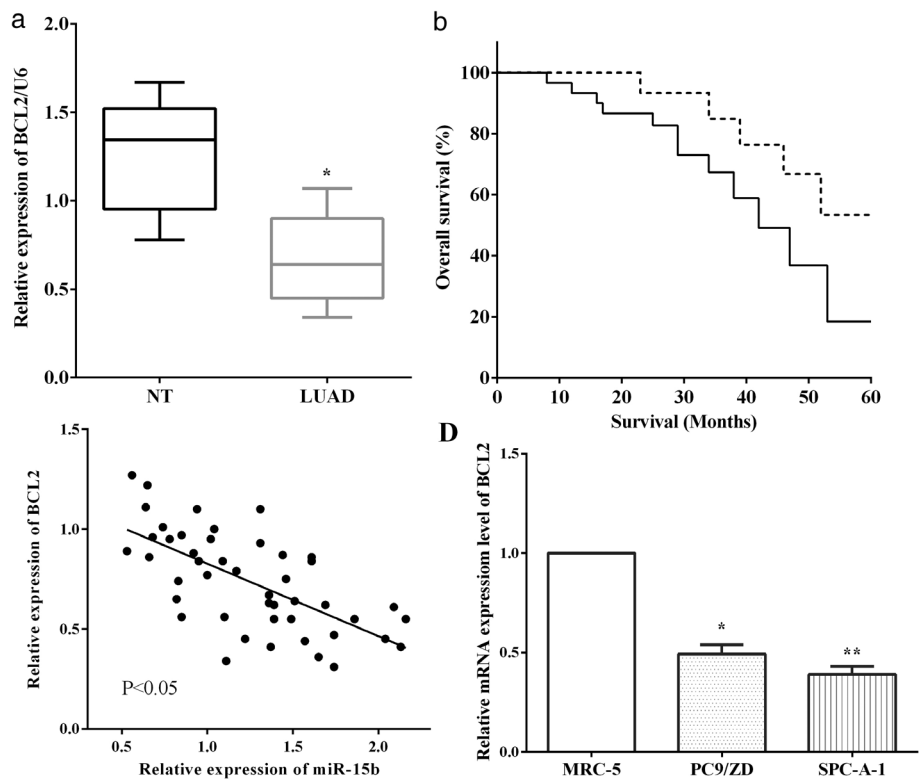 a
Relative expression of BCL2/U6
2.0
1.5
1.0
0.5
0.0
*
NT
LUAD
b
Overall survival (%)
100
80
60
40
20
0
0
10
20
30
40
50
60
Survival (Months)
Relative expression of BCL2
1.5
1.0
0.5
0.0
P<0.05
0.5
1.0
1.5
2.0
Relative expression of miR-15b
D
Relative mRNA expressiom level of BCL2
1.5
1.0
0.5
0.0
*
**
MRC-5
PC9/ZD
SPC-A-1